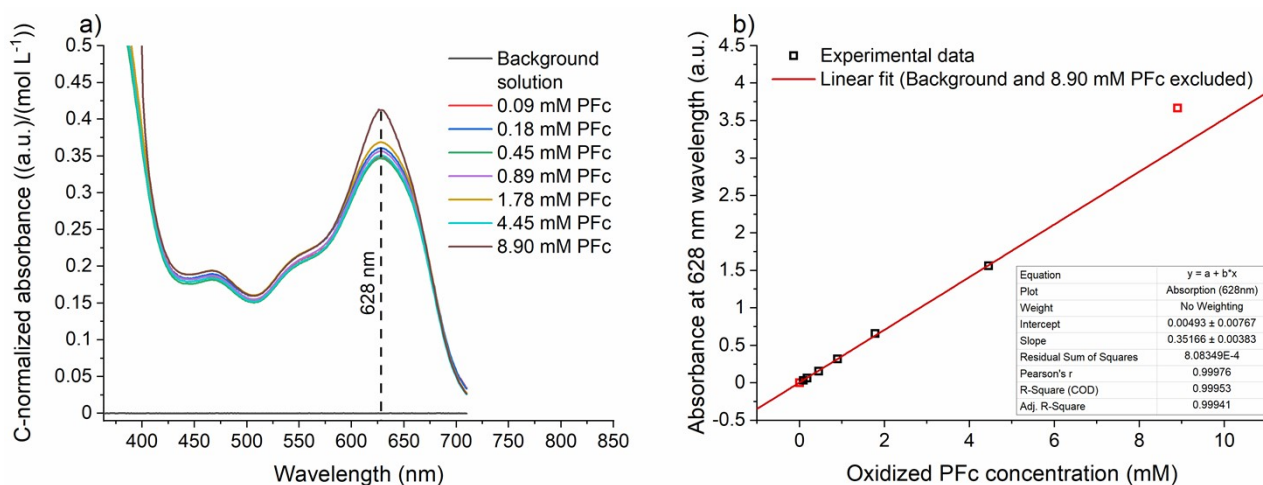 a)
C-normalized absorbance ((a.u.)/(mol L⁻¹))
0.5
0.45
0.4
0.35
0.3
0.25
0.2
0.15
0.1
0.05
0
400 450 500 550 600 650 700 750 800 850
Wavelength (nm)
628 nm
Background
solution
0.09 mM PFc
0.18 mM PFc
0.45 mM PFc
0.89 mM PFc
1.78 mM PFc
4.45 mM PFc
8.90 mM PFc
b)
Absorbance at 628 nm wavelength (a.u.)
4.5
4
3.5
3
2.5
2
1.5
1
0.5
0
-0.5
0 2 4 6 8 10
Oxidized PFc concentration (mM)
Experimental data
Linear fit (Background and 8.90 mM PFc excluded)
Equation y = a + b*x
Plot Absorption (628nm)
Weight No Weighting
Intercept 0.00493 ± 0.00767
Slope 0.35166 ± 0.00383
Residual Sum of Squares 8.08349E-4
Pearson's r 0.99976
R-Square (COD) 0.99953
Adj. R-Square 0.99941